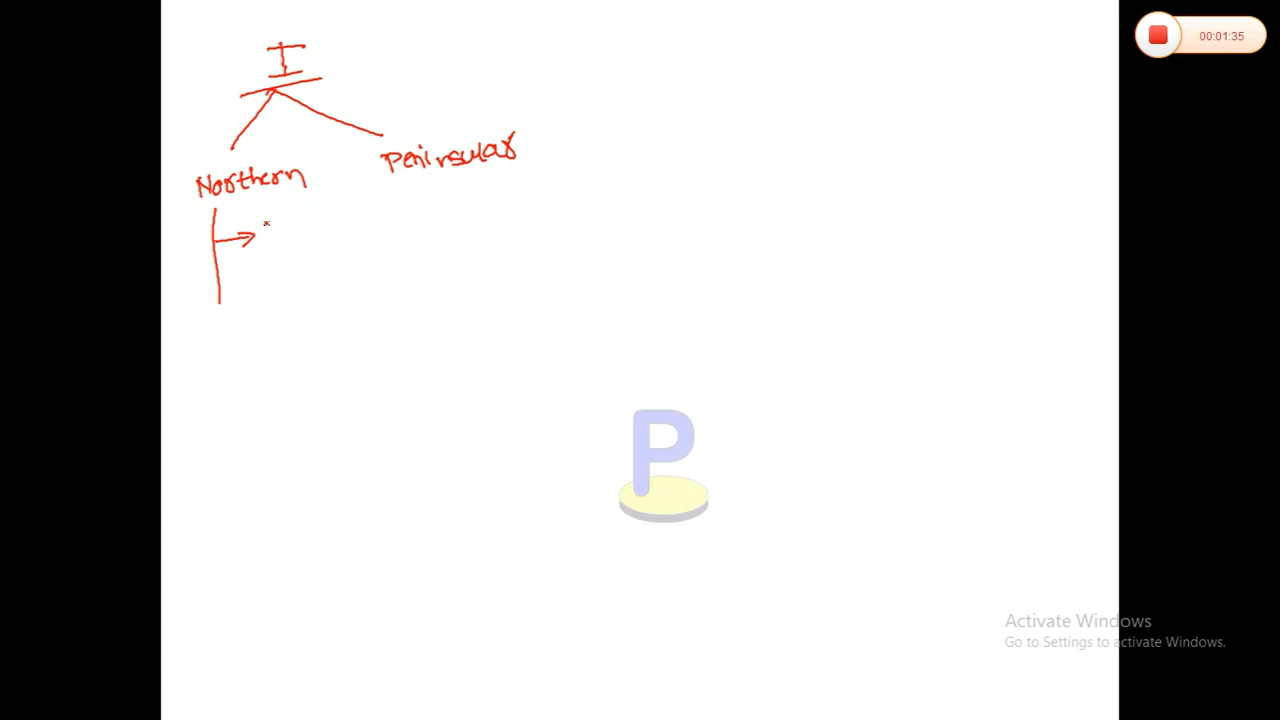 I
Northern
Peninsular
P
00:01:35
Activate Windows
Go to Settings to activate Windows.